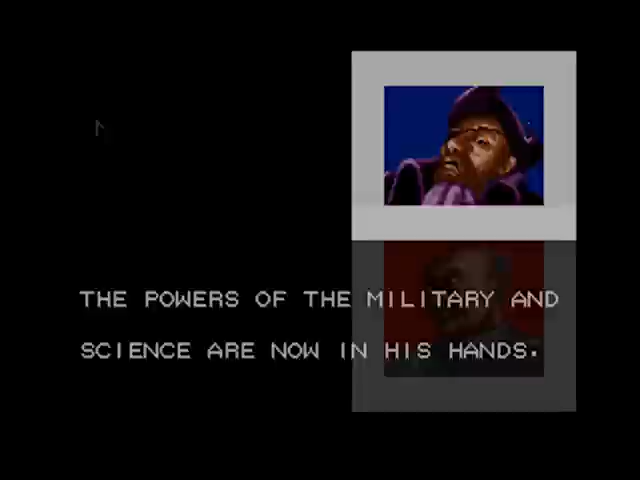 THE POWERS OF THE MILITARY AND
SCIENCE ARE NOW IN HIS HANDS.